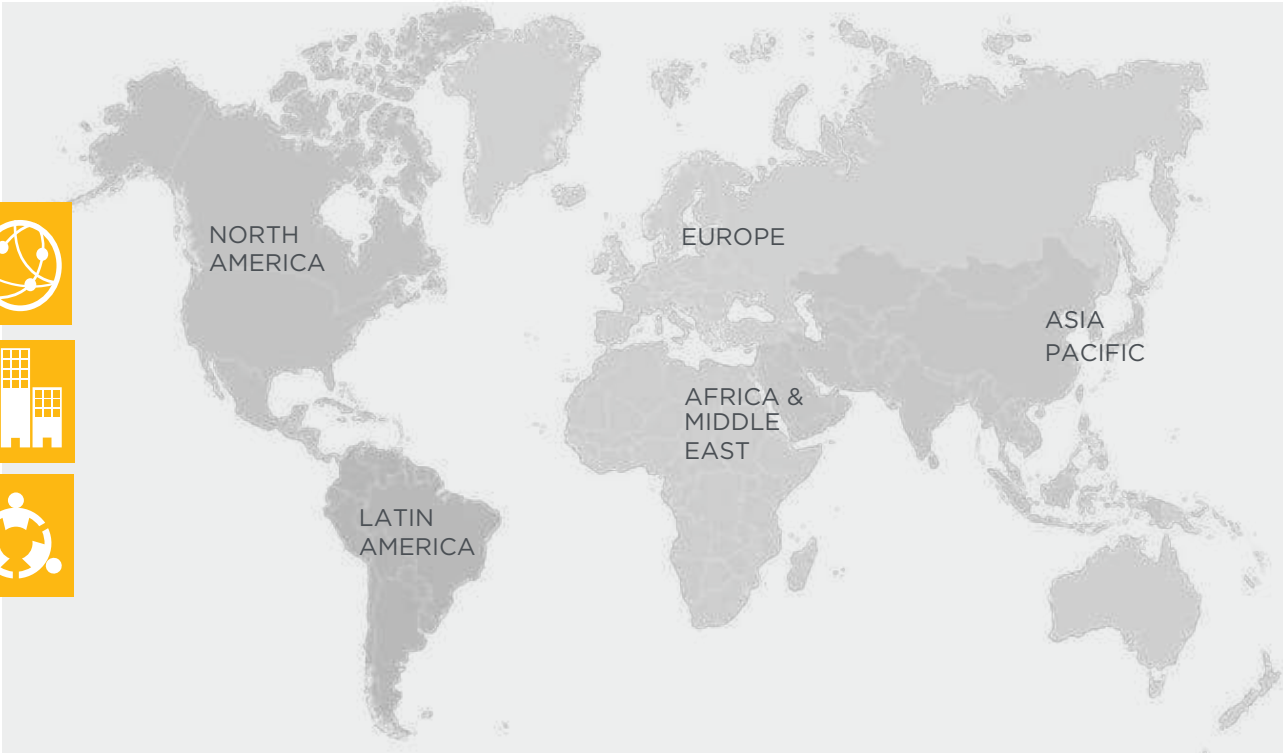 NORTH
AMERICA
EUROPE
ASIA
PACIFIC
AFRICA &
MIDDLE
EAST
LATIN
AMERICA